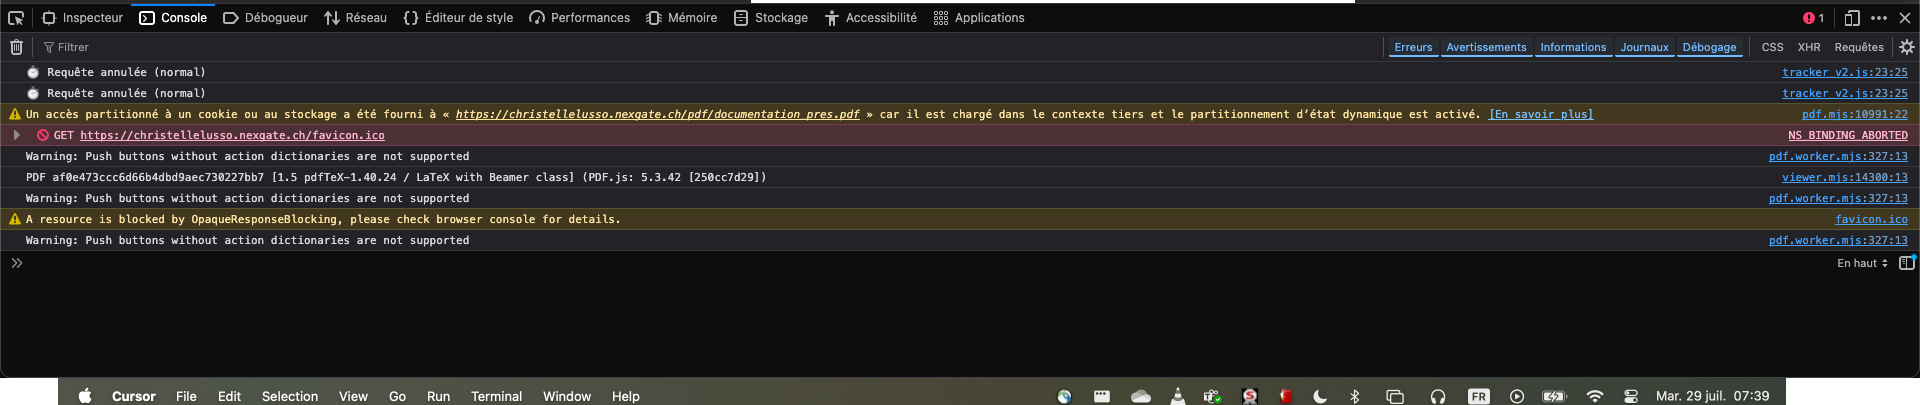 Inspecteur Console Débogueur Réseau Éditeur de style Performances Mémoire Stockage Accessibilité Applications 1
Filtrer Erreurs Avertissements Informations Journaux Débogage CSS XHR Requêtes
Requête annulée (normal) tracker_v2.js:23:25
Requête annulée (normal) tracker_v2.js:23:25
Un accès partitionné à un cookie ou au stockage a été fourni à « https://christellelusso.nexgate.ch/pdf/documentation_pres.pdf » car il est chargé dans le contexte tiers et le partitionnement d’état dynamique est activé. [En savoir plus] pdf.mjs:10991:22
GET https://christellelusso.nexgate.ch/favicon.ico NS_BINDING_ABORTED
Warning: Push buttons without action dictionaries are not supported pdf.worker.mjs:327:13
PDF af0e473ccc6d66b4dbd9aec730227bb7 [1.5 pdfTeX-1.40.24 / LaTeX with Beamer class] (PDF.js: 5.3.42 [250cc7d29]) viewer.mjs:14300:13
Warning: Push buttons without action dictionaries are not supported pdf.worker.mjs:327:13
A resource is blocked by OpaqueResponseBlocking, please check browser console for details. favicon.ico
Warning: Push buttons without action dictionaries are not supported pdf.worker.mjs:327:13
En haut
Cursor File Edit Selection View Go Run Terminal Window Help FR Mar. 29 juil. 07:39